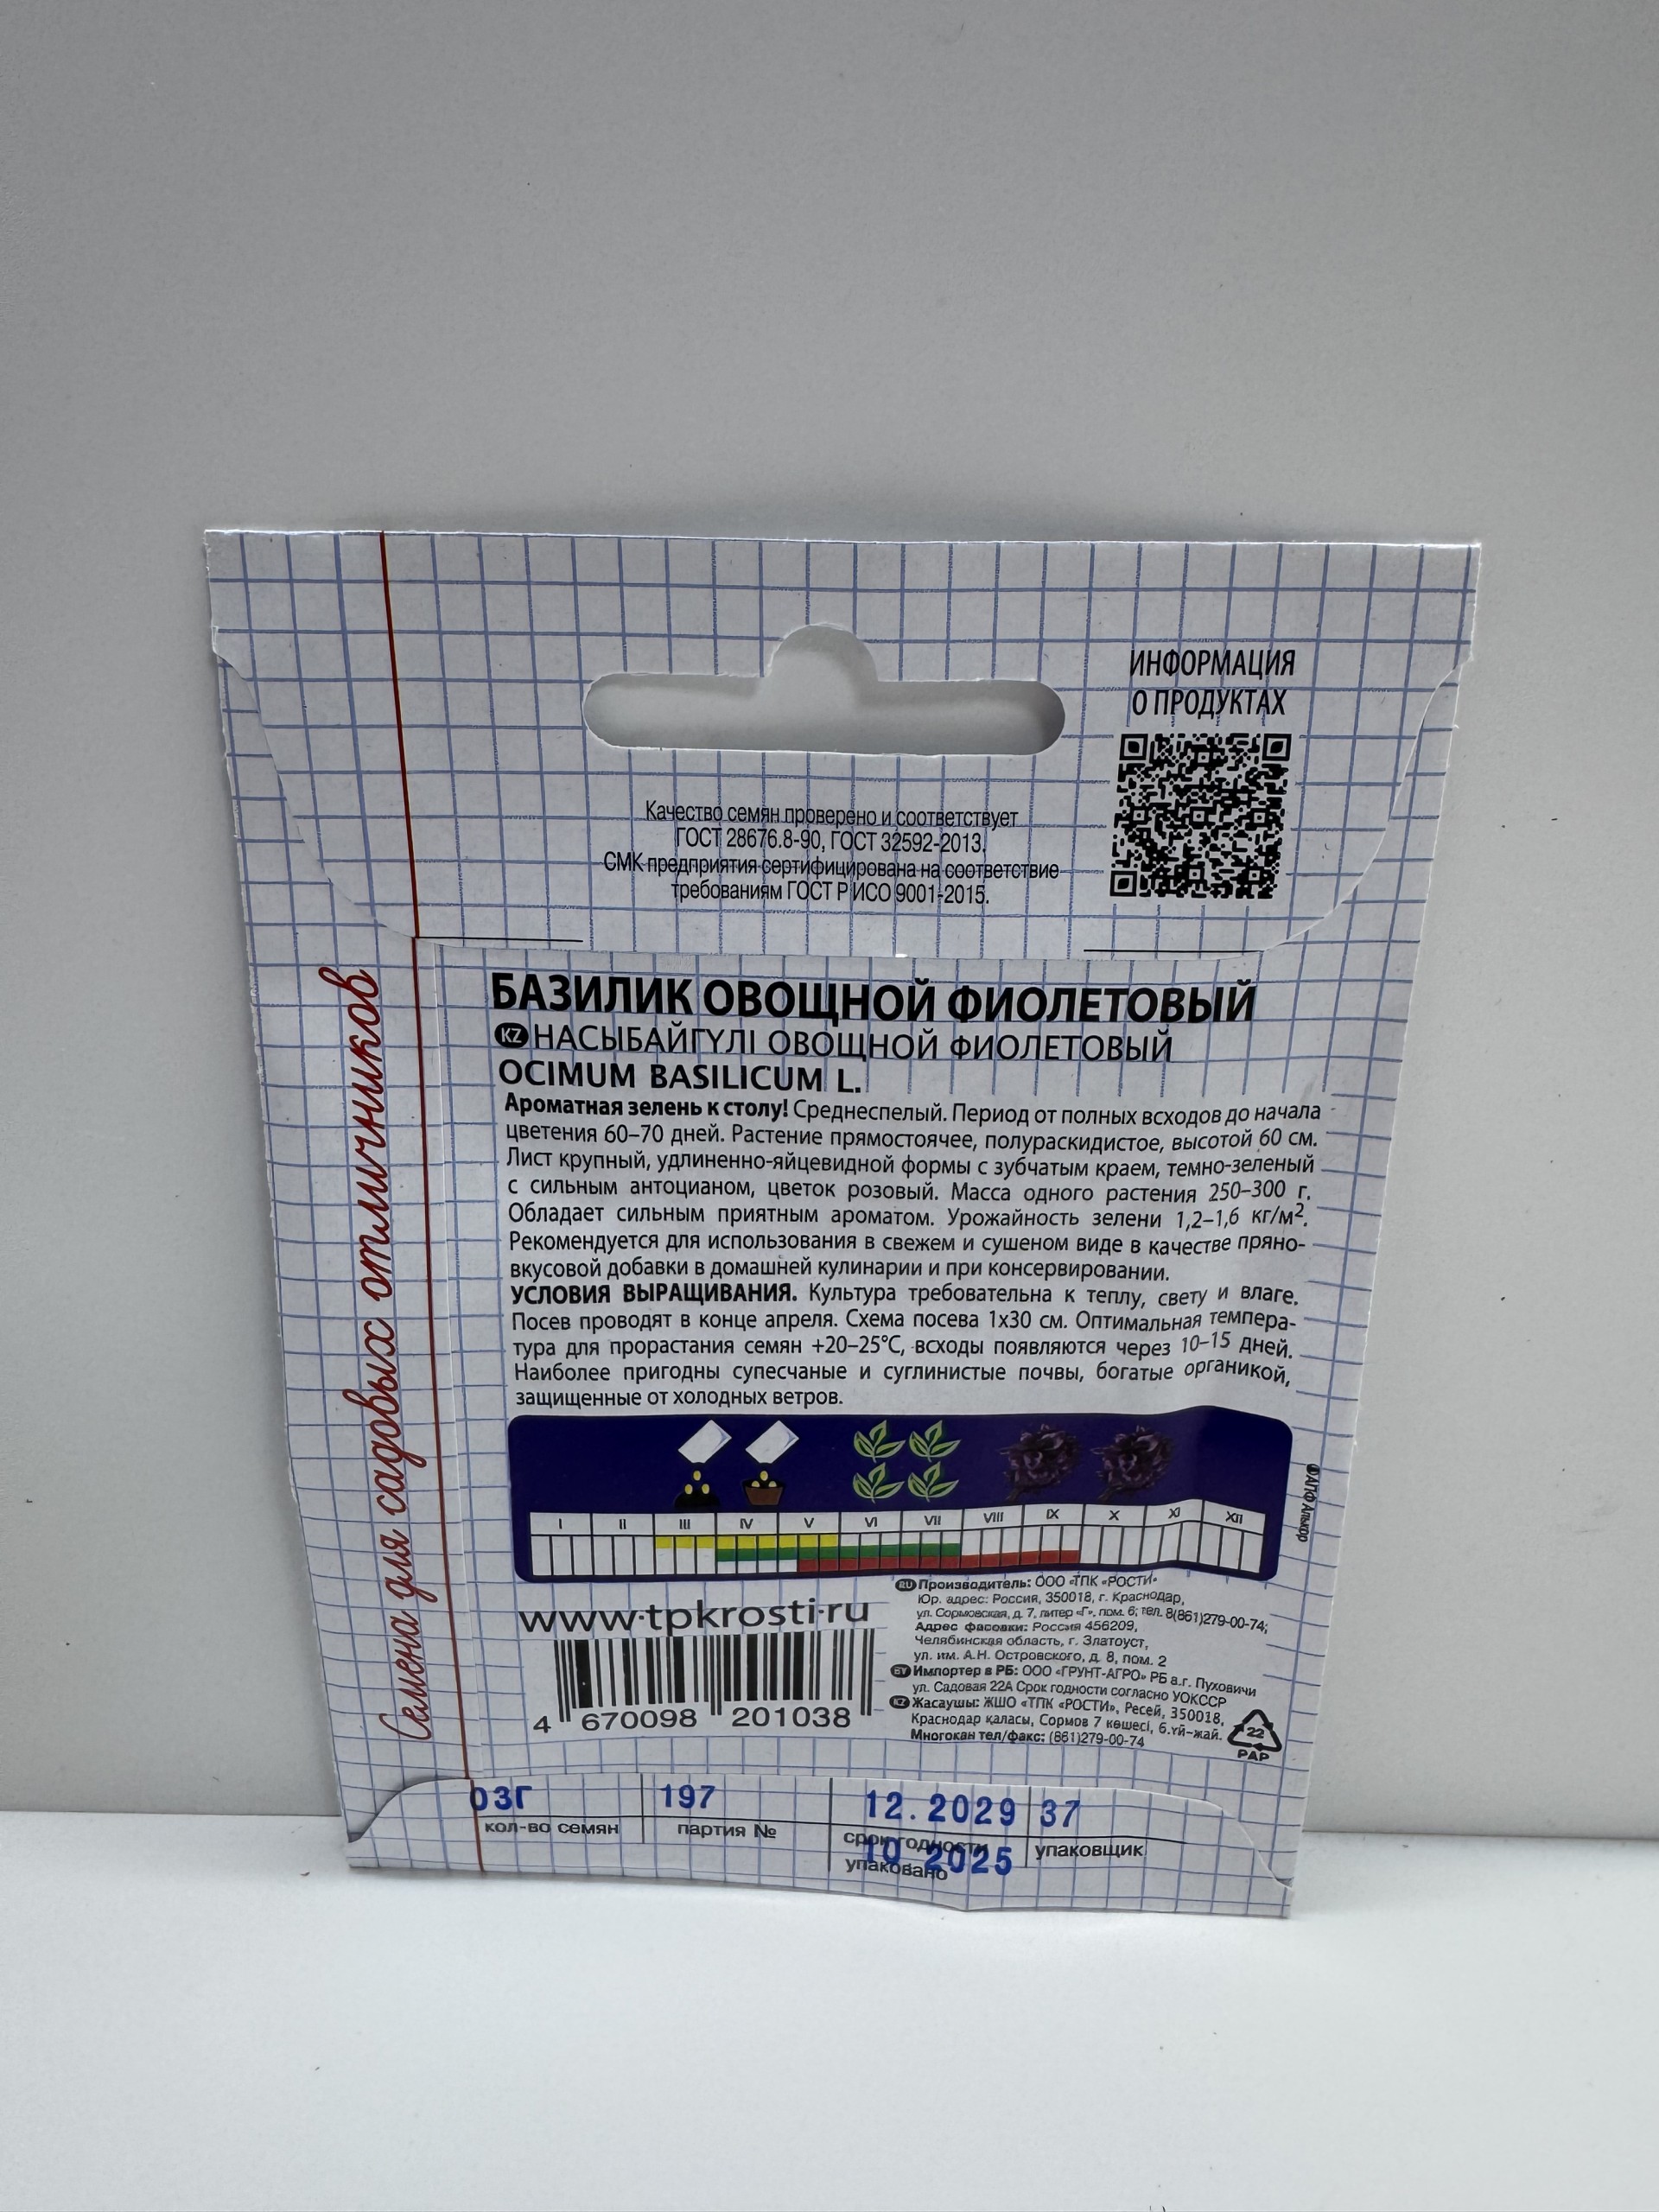 ИНФОРМАЦИЯ
О ПРОДУКТАХ
Качество семян проверено и соответствует
ГОСТ 28676.8-90, ГОСТ 32592-2013.
СМК предприятия сертифицирована на соответствие
требованиям ГОСТ Р ИСО 9001-2015.
Семена для садовых отличников
БАЗИЛИК ОВОЩНОЙ ФИОЛЕТОВЫЙ
KZ НАСЫБАЙГҮЛІ ОВОЩНОЙ ФИОЛЕТОВЫЙ
OCIMUM BASILICUM L.
Ароматная зелень к столу! Среднеспелый. Период от полных всходов до начала
цветения 60–70 дней. Растение прямостоячее, полураскидистое, высотой 60 см.
Лист крупный, удлиненно-яйцевидной формы с зубчатым краем, темно-зеленый
с сильным антоцианом, цветок розовый. Масса одного растения 250–300 г.
Обладает сильным приятным ароматом. Урожайность зелени 1,2–1,6 кг/м².
Рекомендуется для использования в свежем и сушеном виде в качестве пряно-
вкусовой добавки в домашней кулинарии и при консервировании.
УСЛОВИЯ ВЫРАЩИВАНИЯ. Культура требовательна к теплу, свету и влаге.
Посев проводят в конце апреля. Схема посева 1х30 см. Оптимальная темпера-
тура для прорастания семян +20–25°С, всходы появляются через 10–15 дней.
Наиболее пригодны супесчаные и суглинистые почвы, богатые органикой,
защищенные от холодных ветров.
I II III IV V VI VII VIII IX X XI XII
АПФ Алькор
www.tpkrosti.ru
4 670098 201038
RU Производитель: ООО «ТПК «РОСТИ»
Юр. адрес: Россия, 350018, г. Краснодар,
ул. Сормовская, д. 7, литер «Г», пом. 6; тел. 8(861)279-00-74;
Адрес фасовки: Россия 456209,
Челябинская область, г. Златоуст,
ул. им. А.Н. Островского, д. 8, пом. 2
BY Импортер в РБ: ООО «ГРУНТ-АГРО» РБ а.г. Пуховичи
ул. Садовая 22А Срок годности согласно УОКССР
KZ Жасаушы: ЖШО «ТПК «РОСТИ», Ресей, 350018,
Краснодар қаласы, Сормов 7 көшесі, 6.үй-жай.
Многокан тел/факс: (861)279-00-74
22
PAP
03Г 197 12.2029 37
кол-во семян партия № срок годности упаковщик
10 2025
упаковано